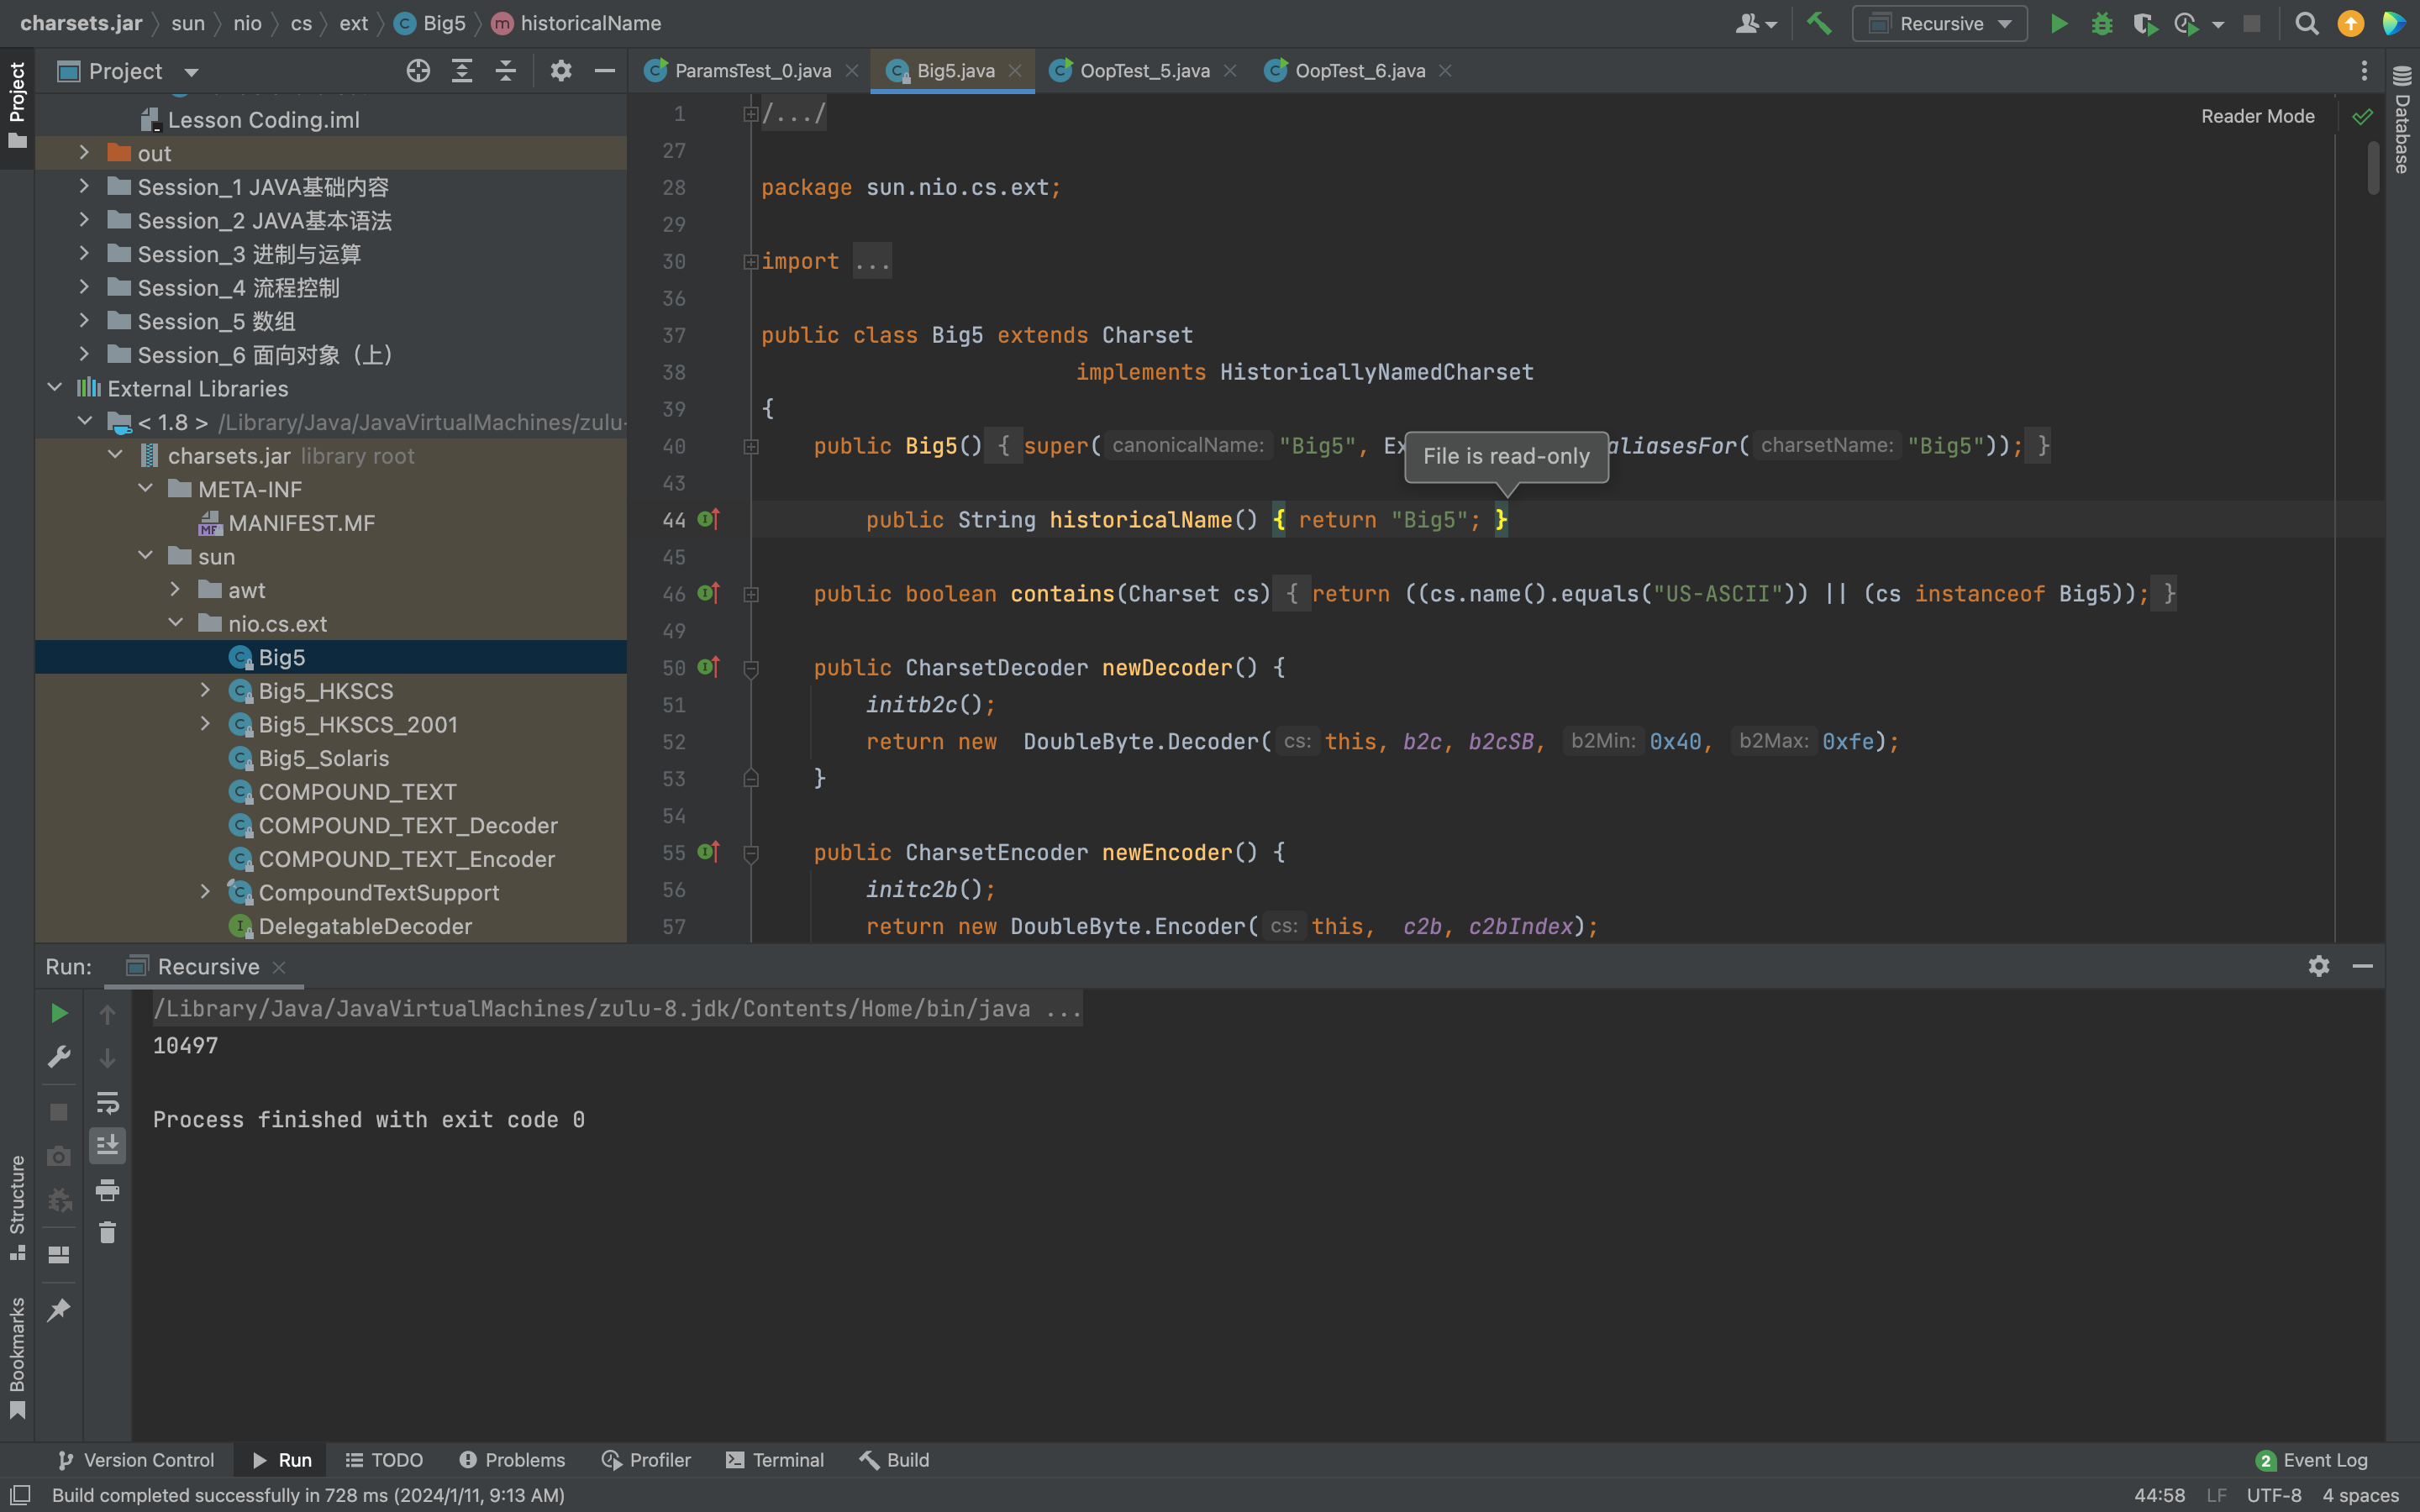 charsets.jar 〉 sun 〉 nio 〉 cs 〉 ext 〉 Big5 〉 historicalName
Recursive
Project
Project
ParamsTest_0.java
Big5.java
OopTest_5.java
OopTest_6.java
Database
Lesson Coding.iml
out
Session_1 JAVA基础内容
Session_2 JAVA基本语法
Session_3 进制与运算
Session_4 流程控制
Session_5 数组
Session_6 面向对象（上）
External Libraries
< 1.8 > /Library/Java/JavaVirtualMachines/zulu-
charsets.jar library root
META-INF
MANIFEST.MF
sun
awt
nio.cs.ext
Big5
Big5_HKSCS
Big5_HKSCS_2001
Big5_Solaris
COMPOUND_TEXT
COMPOUND_TEXT_Decoder
COMPOUND_TEXT_Encoder
CompoundTextSupport
DelegatableDecoder
Reader Mode
1 /.../
27
28 package sun.nio.cs.ext;
29
30 import ...
36
37 public class Big5 extends Charset
38 implements HistoricallyNamedCharset
39 {
40 public Big5() { super( canonicalName: "Big5", Ex aliasesFor( charsetName: "Big5")); }
File is read-only
43
44 public String historicalName() { return "Big5"; }
45
46 public boolean contains(Charset cs) { return ((cs.name().equals("US-ASCII")) || (cs instanceof Big5)); }
49
50 public CharsetDecoder newDecoder() {
51 initb2c();
52 return new DoubleByte.Decoder( cs: this, b2c, b2cSB, b2Min: 0x40, b2Max: 0xfe);
53 }
54
55 public CharsetEncoder newEncoder() {
56 initc2b();
57 return new DoubleByte.Encoder( cs: this, c2b, c2bIndex);
Run: Recursive
/Library/Java/JavaVirtualMachines/zulu-8.jdk/Contents/Home/bin/java ...
10497
Process finished with exit code 0
Structure
Bookmarks
Version Control
Run
TODO
Problems
Profiler
Terminal
Build
2 Event Log
Build completed successfully in 728 ms (2024/1/11, 9:13 AM)
44:58 LF UTF-8 4 spaces